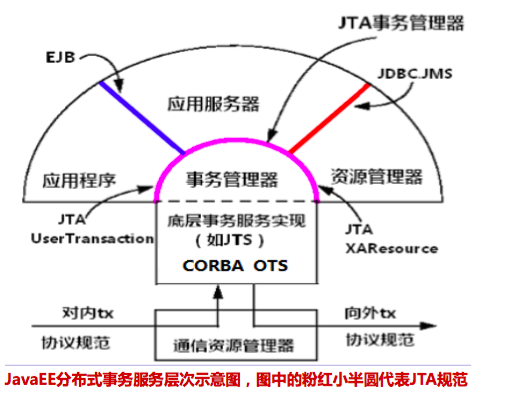 JTA事务管理器
EJB
JDBC.JMS
应用服务器
应用程序
事务管理器
资源管理器
JTA
UserTransaction
底层事务服务实现
（如JTS）
CORBA OTS
JTA
XAResource
对内tx
协议规范
向外tx
协议规范
通信资源管理器
JavaEE分布式事务服务层次示意图，图中的粉红小半圆代表JTA规范